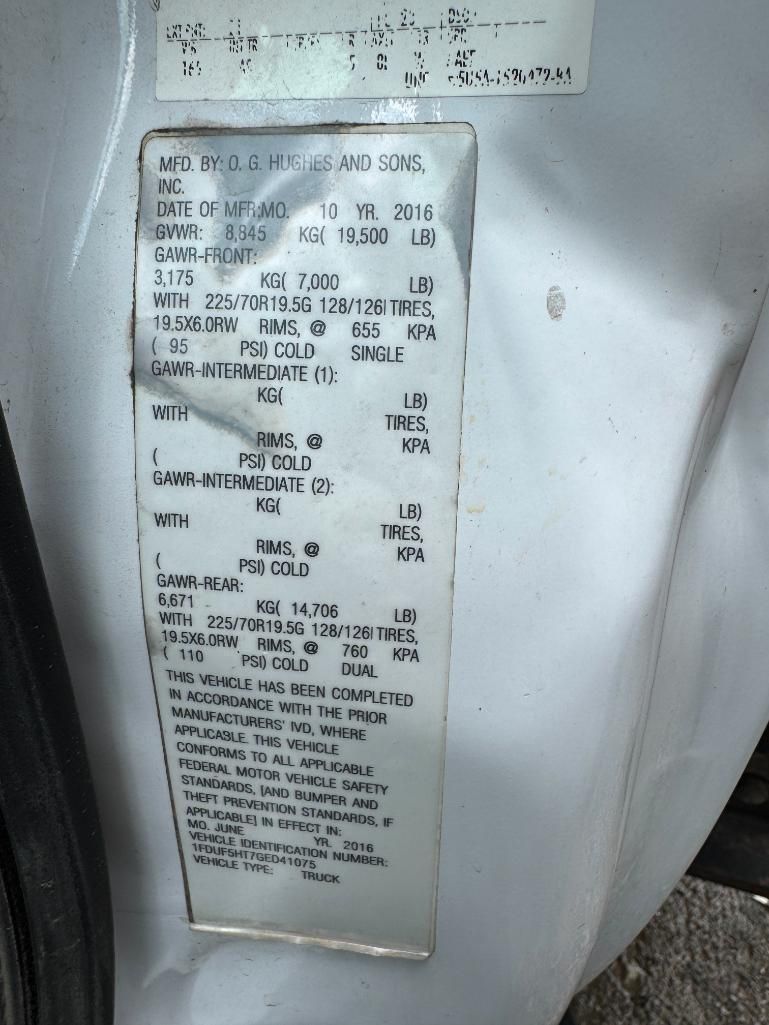 EXT PNT:
MFD. BY: O. G. HUGHES AND SONS,
INC.
DATE OF MFR:MO. 10 YR. 2016
GVWR: 8,845 KG( 19,500 LB)
GAWR-FRONT:
3,175 KG( 7,000 LB)
WITH 225/70R19.5G 128/126l TIRES,
19.5X6.0RW RIMS, @ 655 KPA
( 95 PSI) COLD SINGLE
GAWR-INTERMEDIATE (1):
KG( LB)
WITH TIRES,
RIMS, @ KPA
( PSI) COLD
GAWR-INTERMEDIATE (2):
KG( LB)
WITH TIRES,
RIMS, @ KPA
( PSI) COLD
GAWR-REAR:
6,671 KG( 14,706 LB)
WITH 225/70R19.5G 128/126l TIRES,
19.5X6.0RW RIMS, @ 760 KPA
( 110 PSI) COLD DUAL
THIS VEHICLE HAS BEEN COMPLETED
IN ACCORDANCE WITH THE PRIOR
MANUFACTURERS' IVD, WHERE
APPLICABLE. THIS VEHICLE
CONFORMS TO ALL APPLICABLE
FEDERAL MOTOR VEHICLE SAFETY
STANDARDS, [AND BUMPER AND
THEFT PREVENTION STANDARDS, IF
APPLICABLE] IN EFFECT IN:
MO. JUNE YR. 2016
VEHICLE IDENTIFICATION NUMBER:
1FDUF5HT7GED41075
VEHICLE TYPE: TRUCK